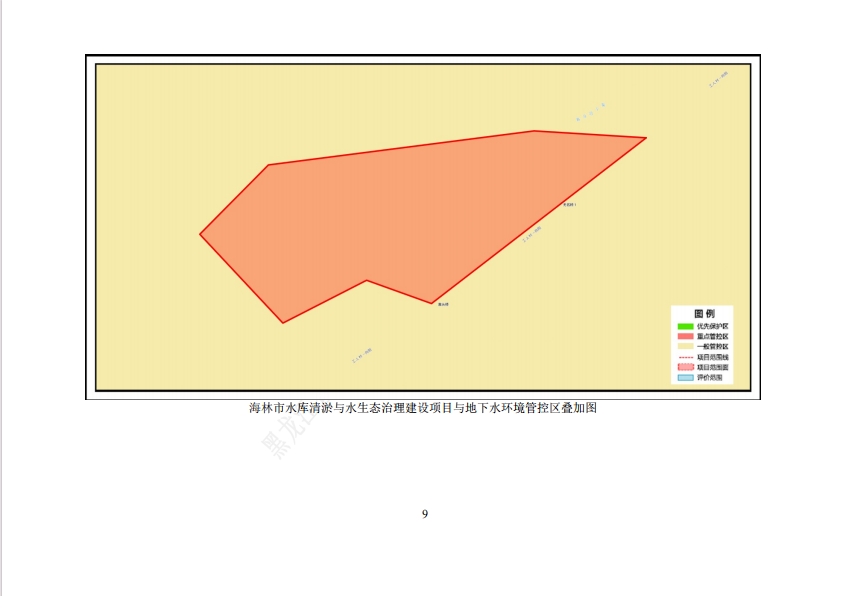 图 例
优先保护区
重点管控区
一般管控区
项目范围线
项目范围面
评价范围
海林市水库清淤与水生态治理建设项目与地下水环境管控区叠加图
黑龙
9